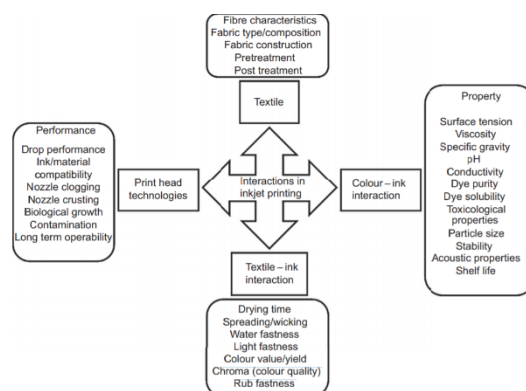 Fibre characteristics
Fabric type/composition
Fabric construction
Pretreatment
Post treatment
Textile
Performance
Drop performance
Ink/material
compatibility
Nozzle clogging
Nozzle crusting
Biological growth
Contamination
Long term operability
Print head
technologies
Interactions in
inkjet printing
Colour–ink
interaction
Property
Surface tension
Viscosity
Specific gravity
pH
Conductivity
Dye purity
Dye solubility
Toxicological
properties
Particle size
Stability
Acoustic properties
Shelf life
Textile–ink
interaction
Drying time
Spreading/wicking
Water fastness
Light fastness
Colour value/yield
Chroma (colour quality)
Rub fastness